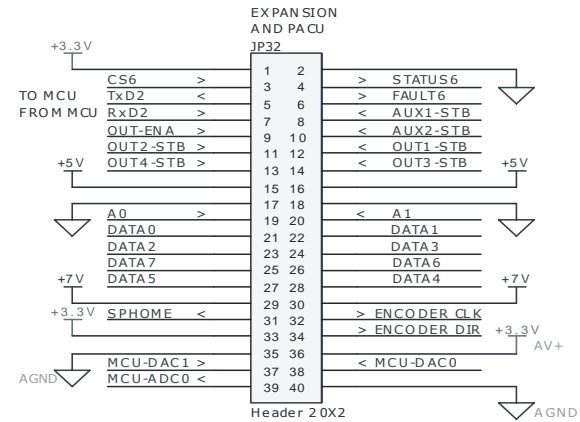 EXPANSION
AND PACU
JP32
+3.3V
1 2
CS6 > 3 4 > STATUS6
TO MCU TxD2 < 5 6 > FAULT6
FROM MCU RxD2 > 7 8 < AUX1-STB
OUT-ENA > 9 10 < AUX2-STB
OUT2-STB > 11 12 < OUT1-STB
OUT4-STB > 13 14 < OUT3-STB
+5V 15 16 +5V
17 18
A0 > 19 20 < A1
DATA0 21 22 DATA1
DATA2 23 24 DATA3
DATA7 25 26 DATA6
DATA5 27 28 DATA4
+7V 29 30 +7V
+3.3V SPHOME < 31 32 > ENCODER CLK
33 34 > ENCODER DIR +3.3V
35 36 AV+
AGND MCU-DAC1 > 37 38 < MCU-DAC0
MCU-ADC0 < 39 40
Header 20X2 AGND